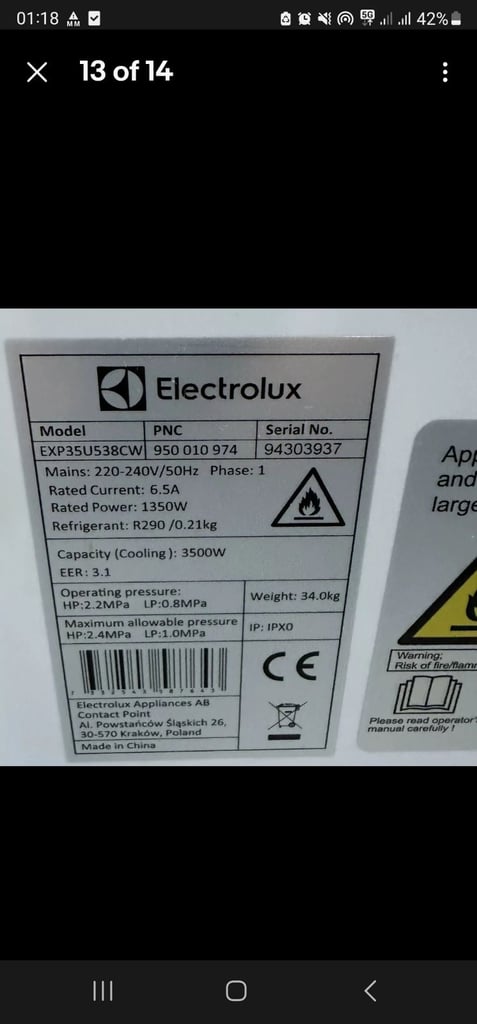 01:18
5G
42%
13 of 14
Electrolux
Model PNC Serial No.
EXP35U538CW 950 010 974 94303937
Mains: 220-240V/50Hz Phase: 1
Rated Current: 6.5A
Rated Power: 1350W
Refrigerant: R290 /0.21kg
Capacity (Cooling): 3500W
EER: 3.1
Operating pressure:
HP:2.2MPa LP:0.8MPa
Weight: 34.0kg
Maximum allowable pressure
HP:2.4MPa LP:1.0MPa
IP: IPX0
CE
Electrolux Appliances AB
Contact Point
Al. Powstańców Śląskich 26,
30-570 Kraków, Poland
Made in China
App
and
large
Warning;
Risk of fire/flam
Please read operator'
manual carefully !